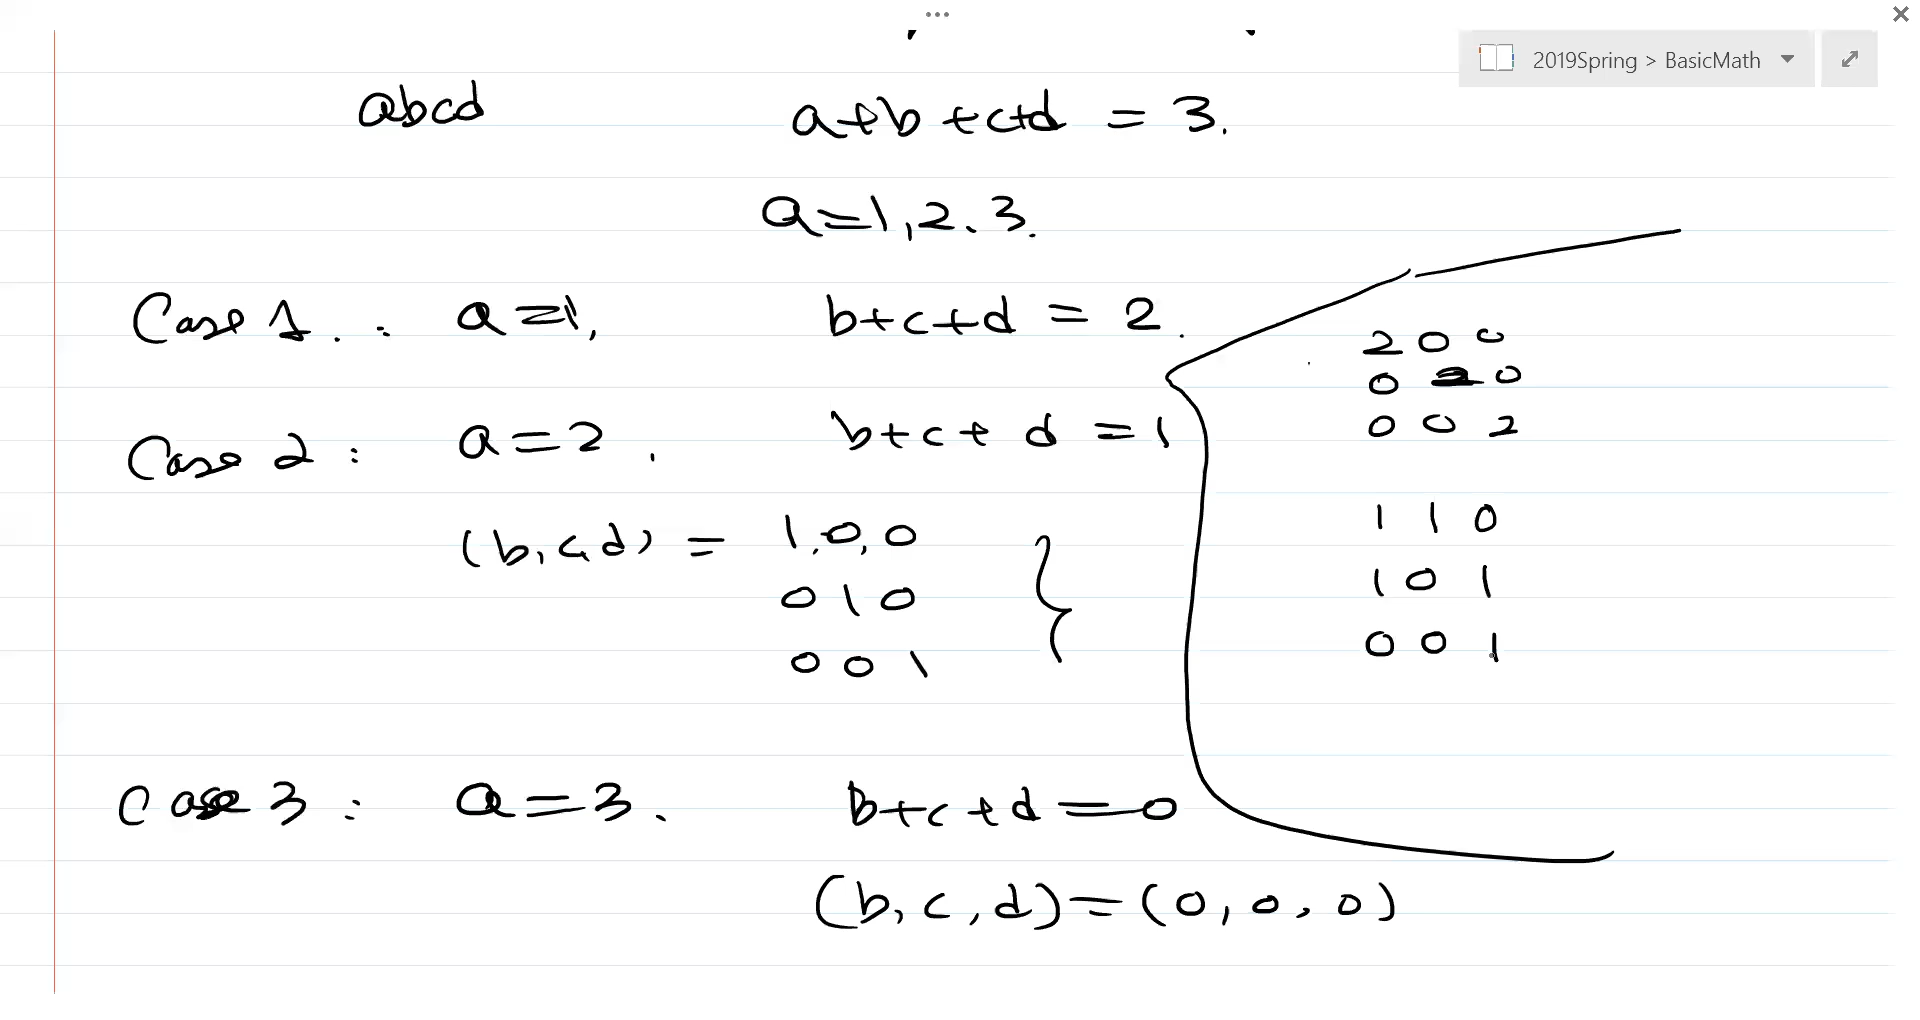 2019Spring > BasicMath
abcd a+b+c+d = 3.
a=1,2,3.
Case 1. : a=1, b+c+d = 2.
2 0 0
0 2 0
0 0 2
Case 2 : a=2. b+c+d =1
1 1 0
1 0 1
0 0 1
(b,c,d) = 1,0,0
0 1 0
0 0 1
Case 3 : a=3. b+c+d=0
(b,c,d)=(0,0,0)